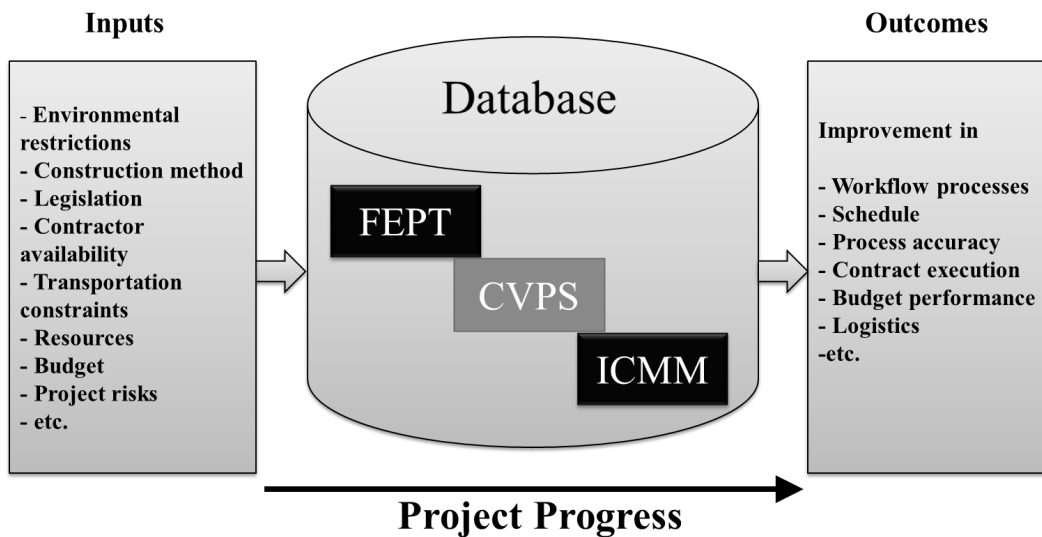 Inputs
- Environmental
restrictions
- Construction method
- Legislation
- Contractor
availability
- Transportation
constraints
- Resources
- Budget
- Project risks
- etc.
Database
FEPT
CVPS
ICMM
Outcomes
Improvement in
- Workflow processes
- Schedule
- Process accuracy
- Contract execution
- Budget performance
- Logistics
-etc.
Project Progress